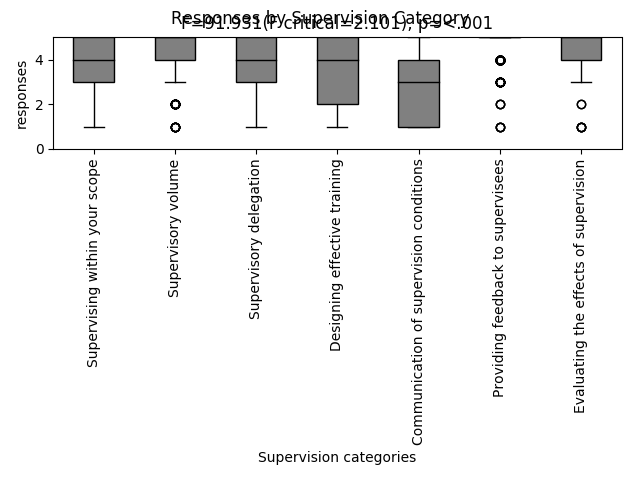 Responses by Supervision Category
F=91.931(F-critical=2.101), p=<.001
responses
4
2
0
Supervising within your scope
Supervisory volume
Supervisory delegation
Designing effective training
Communication of supervision conditions
Providing feedback to supervisees
Evaluating the effects of supervision
Supervision categories